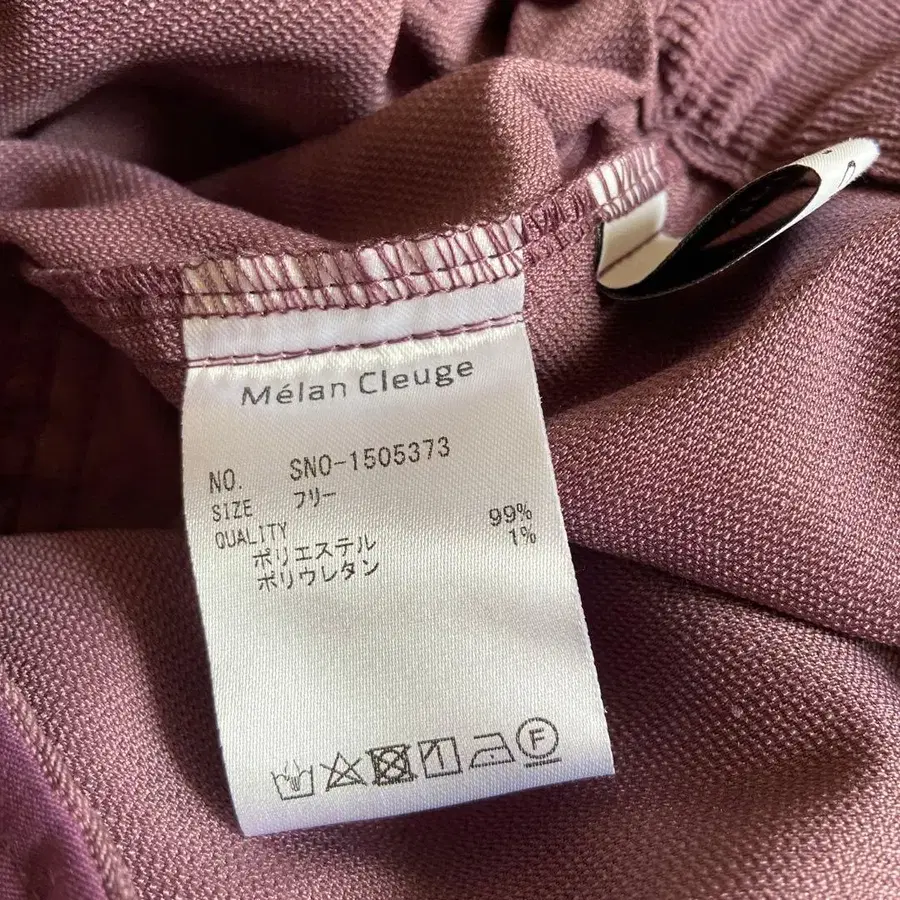 Mélan Cleuge
NO. SNO-1505373
SIZE フリー
QUALITY
ポリエステル 99%
ポリウレタン 1%
F